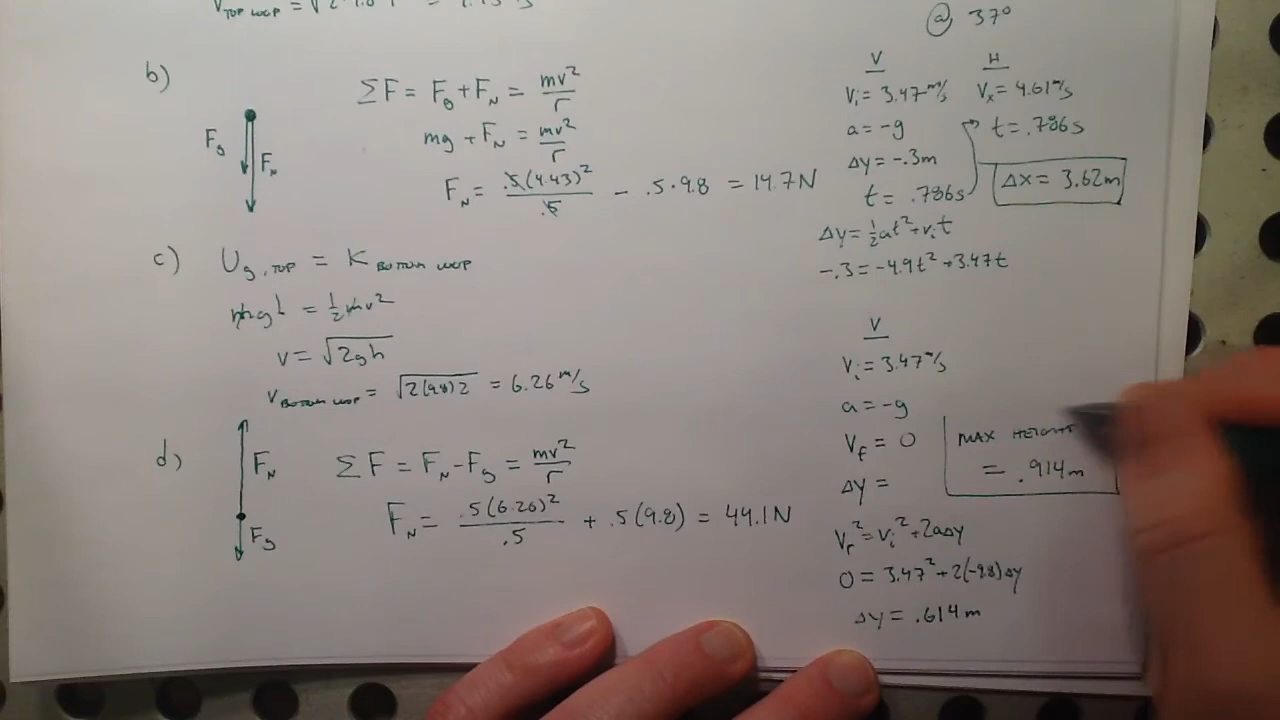 b)
ΣF = Fg + FN = mv²/r
mg + FN = mv²/r
FN = .5(4.43)²/.5 - .5·9.8 = 14.7N
Fg
FN
c) Ug,TOP = K BOTTOM LOOP
mgh = ½mv²
v = √2gh
V BOTTOM LOOP = √2(9.8)2 = 6.26 m/s
d)
FN
Fg
ΣF = FN - Fg = mv²/r
FN = .5(6.26)²/.5 + .5(9.8) = 44.1N
@ 37°
V
Vi = 3.47 m/s
a = -g
Δy = -.3m
t = .786s
Δy = ½at² + vit
-.3 = -4.9t² + 3.47t
H
Vx = 4.61 m/s
t = .786s
Δx = 3.62m
V
Vi = 3.47 m/s
a = -g
Vf = 0
Δy =
Vf² = Vi² + 2aΔy
0 = 3.47² + 2(-9.8)Δy
Δy = .614m
MAX HEIGHT
= .914m